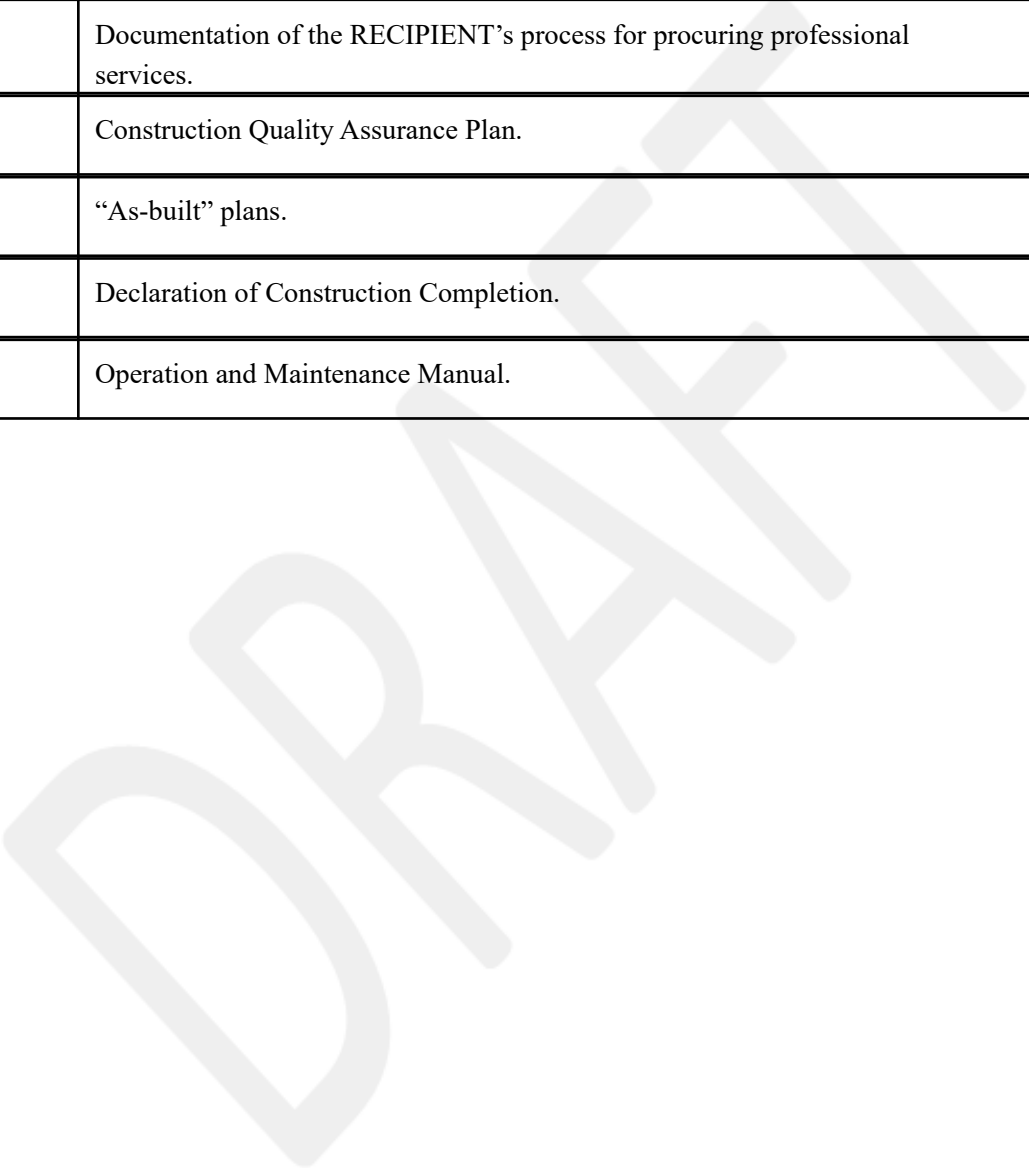 Documentation of the RECIPIENT’s process for procuring professional
services.
Construction Quality Assurance Plan.
“As-built” plans.
Declaration of Construction Completion.
Operation and Maintenance Manual.
DRAFT